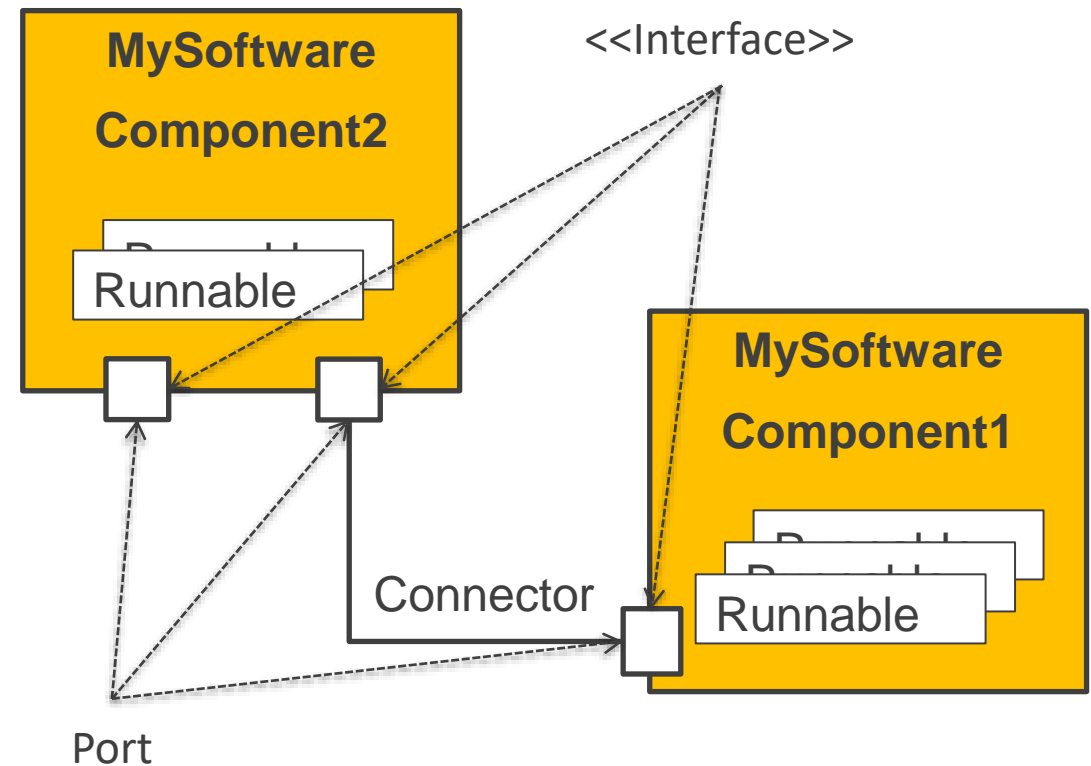 MySoftware
Component2
<<Interface>>
Runnable
MySoftware
Component1
Runnable
Connector
Port